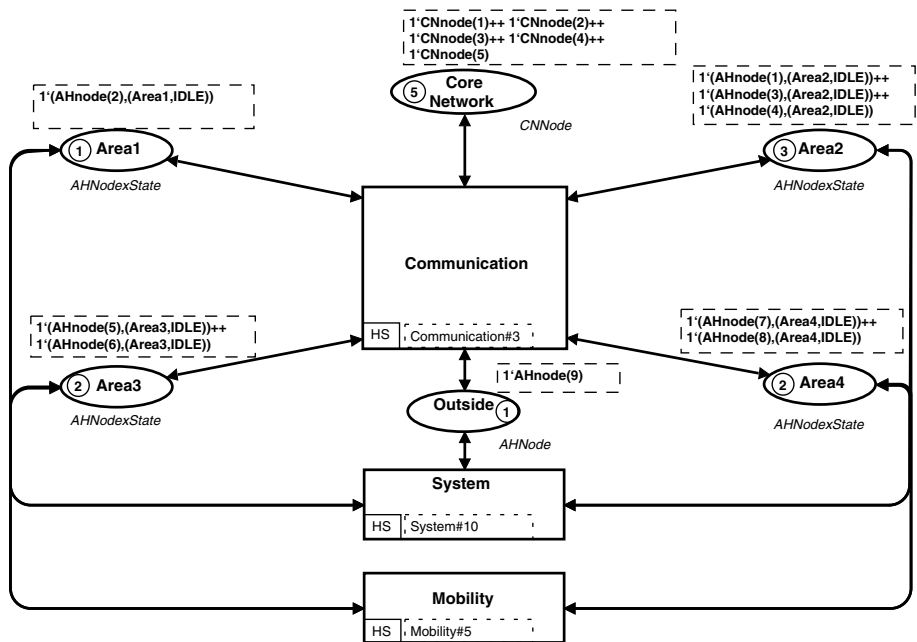 1‘CNnode(1)++ 1‘CNnode(2)++
1‘CNnode(3)++ 1‘CNnode(4)++
1‘CNnode(5)
5 Core
Network
CNNode
1‘(AHnode(2),(Area1,IDLE))
1 Area1
AHNodexState
1‘(AHnode(1),(Area2,IDLE))++
1‘(AHnode(3),(Area2,IDLE))++
1‘(AHnode(4),(Area2,IDLE))
3 Area2
AHNodexState
Communication
HS Communication#3
1‘(AHnode(5),(Area3,IDLE))++
1‘(AHnode(6),(Area3,IDLE))
2 Area3
AHNodexState
1‘(AHnode(7),(Area4,IDLE))++
1‘(AHnode(8),(Area4,IDLE))
2 Area4
AHNodexState
1‘AHnode(9)
Outside 1
AHNode
System
HS System#10
Mobility
HS Mobility#5